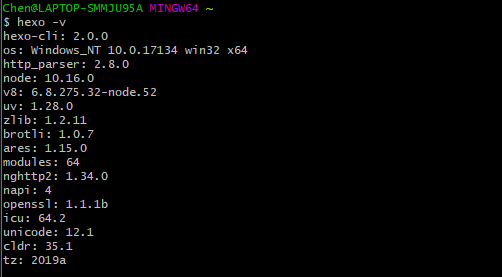 Chen@LAPTOP-SMMJU95A MINGW64 ~
$ hexo -v
hexo-cli: 2.0.0
os: Windows_NT 10.0.17134 win32 x64
http_parser: 2.8.0
node: 10.16.0
v8: 6.8.275.32-node.52
uv: 1.28.0
zlib: 1.2.11
brotli: 1.0.7
ares: 1.15.0
modules: 64
nghttp2: 1.34.0
napi: 4
openssl: 1.1.1b
icu: 64.2
unicode: 12.1
cldr: 35.1
tz: 2019a